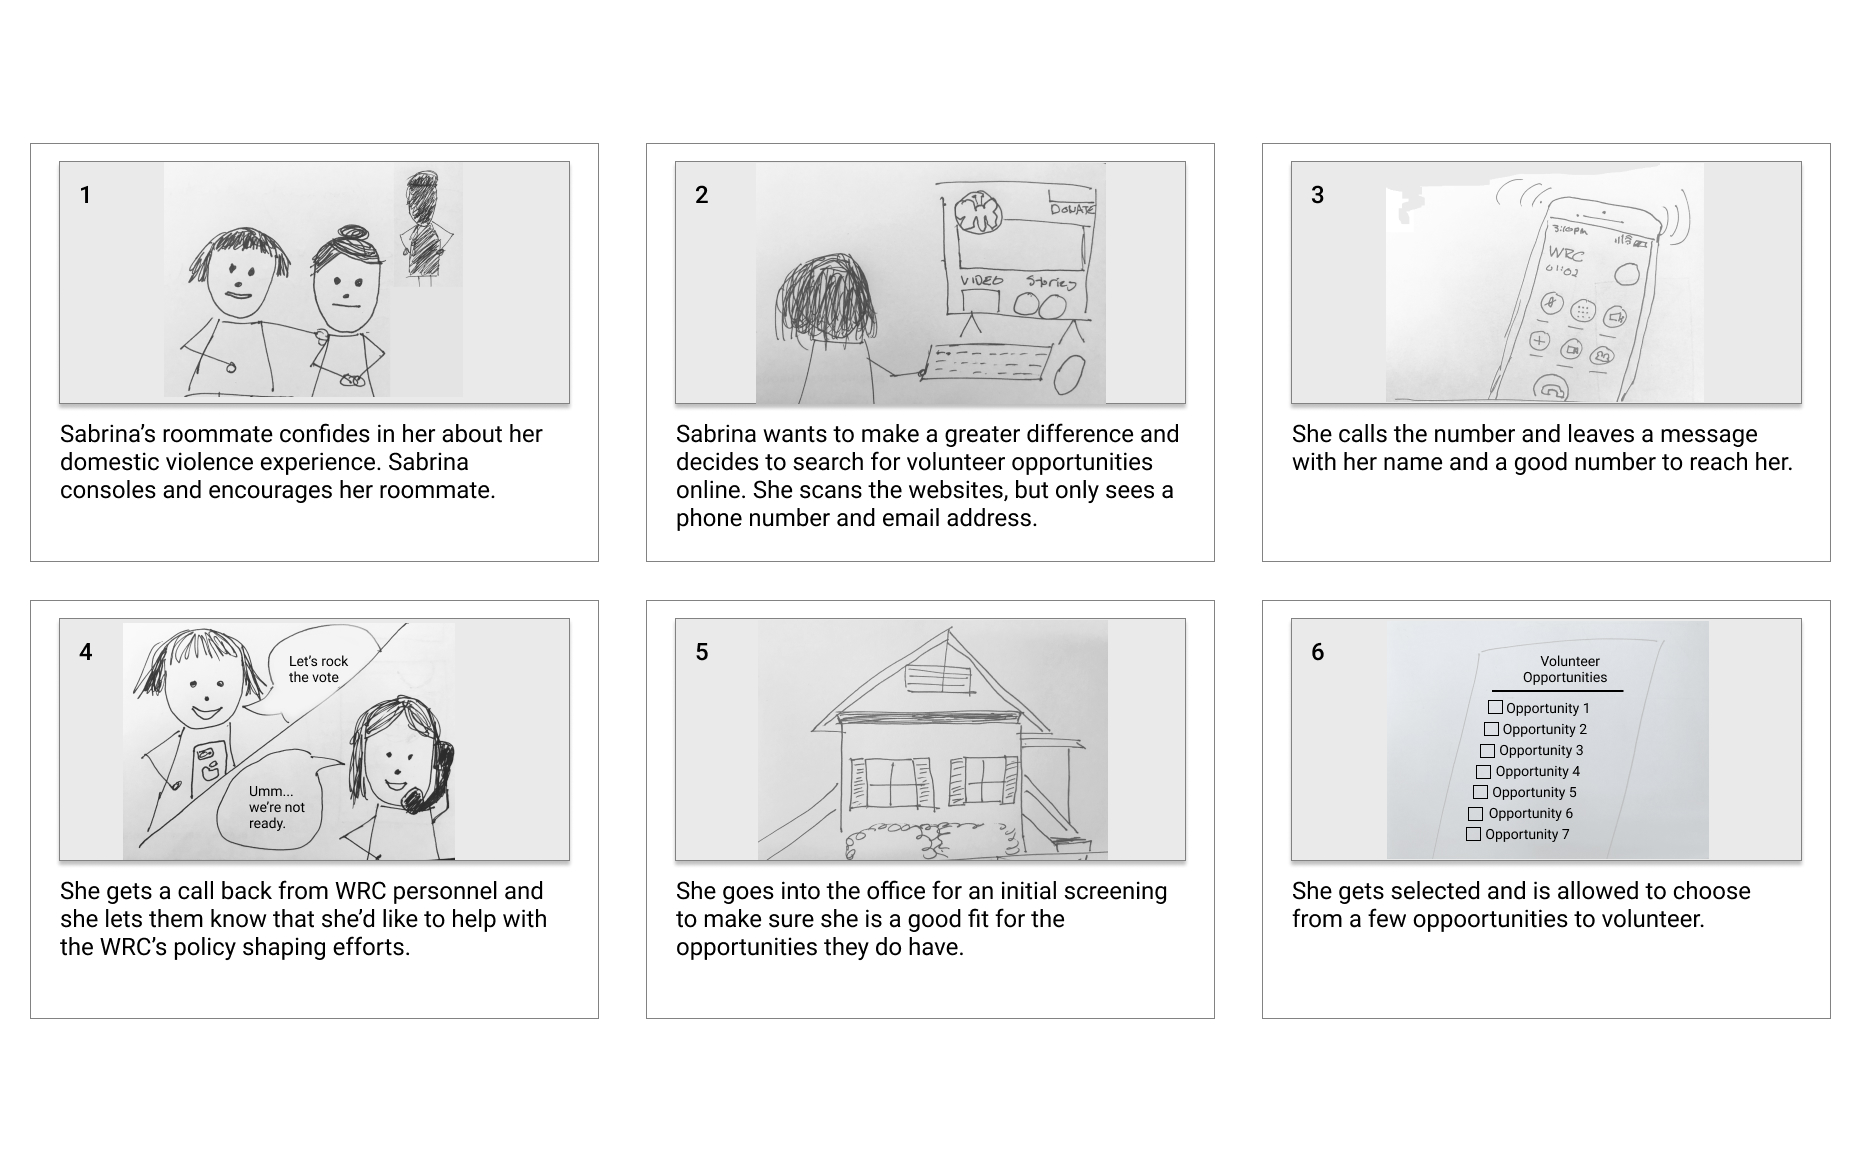 1
Sabrina’s roommate confides in her about her
domestic violence experience. Sabrina
consoles and encourages her roommate.
2
DONATE
VIDEO Stories
Sabrina wants to make a greater difference and
decides to search for volunteer opportunities
online. She scans the websites, but only sees a
phone number and email address.
3
3:00PM
WRC
01:02
She calls the number and leaves a message
with her name and a good number to reach her.
4
Let’s rock
the vote
Umm...
we’re not
ready.
She gets a call back from WRC personnel and
she lets them know that she’d like to help with
the WRC’s policy shaping efforts.
5
She goes into the office for an initial screening
to make sure she is a good fit for the
opportunities they do have.
6
Volunteer
Opportunities
Opportunity 1
Opportunity 2
Opportunity 3
Opportunity 4
Opportunity 5
Opportunity 6
Opportunity 7
She gets selected and is allowed to choose
from a few oppoortunities to volunteer.